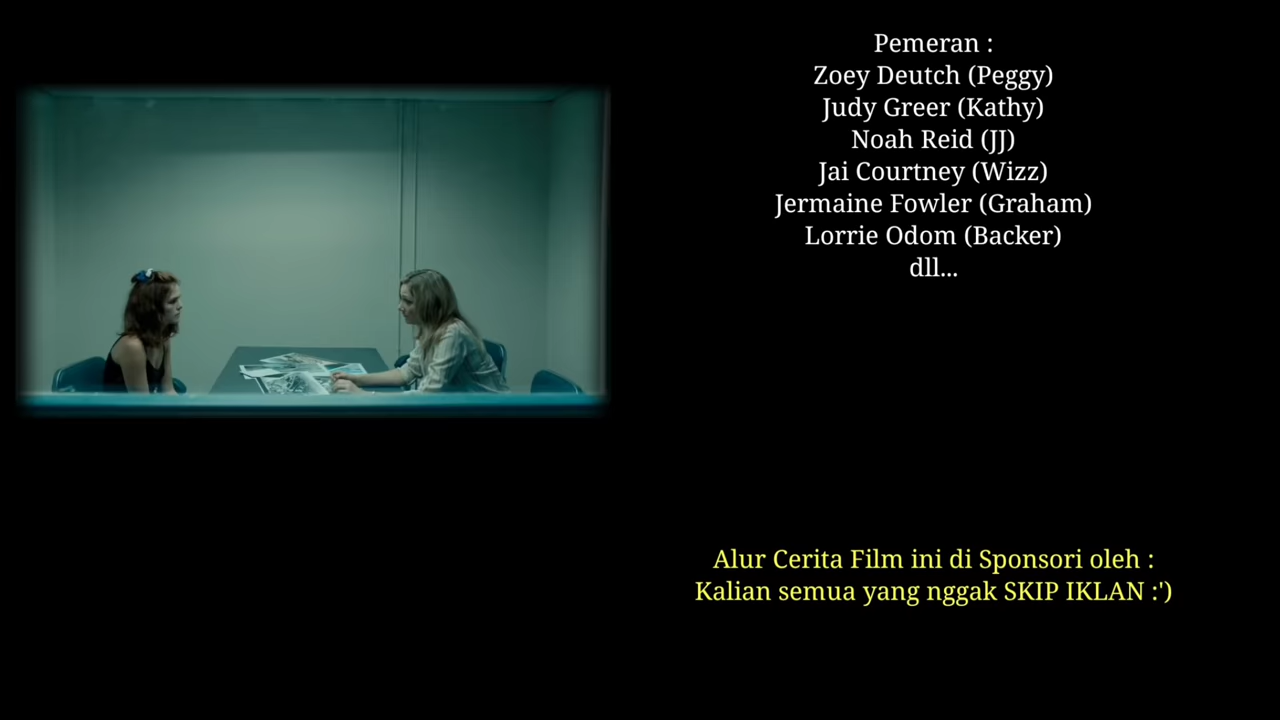 Pemeran :
Zoey Deutch (Peggy)
Judy Greer (Kathy)
Noah Reid (JJ)
Jai Courtney (Wizz)
Jermaine Fowler (Graham)
Lorrie Odom (Backer)
dll...
Alur Cerita Film ini di Sponsori oleh :
Kalian semua yang nggak SKIP IKLAN :')